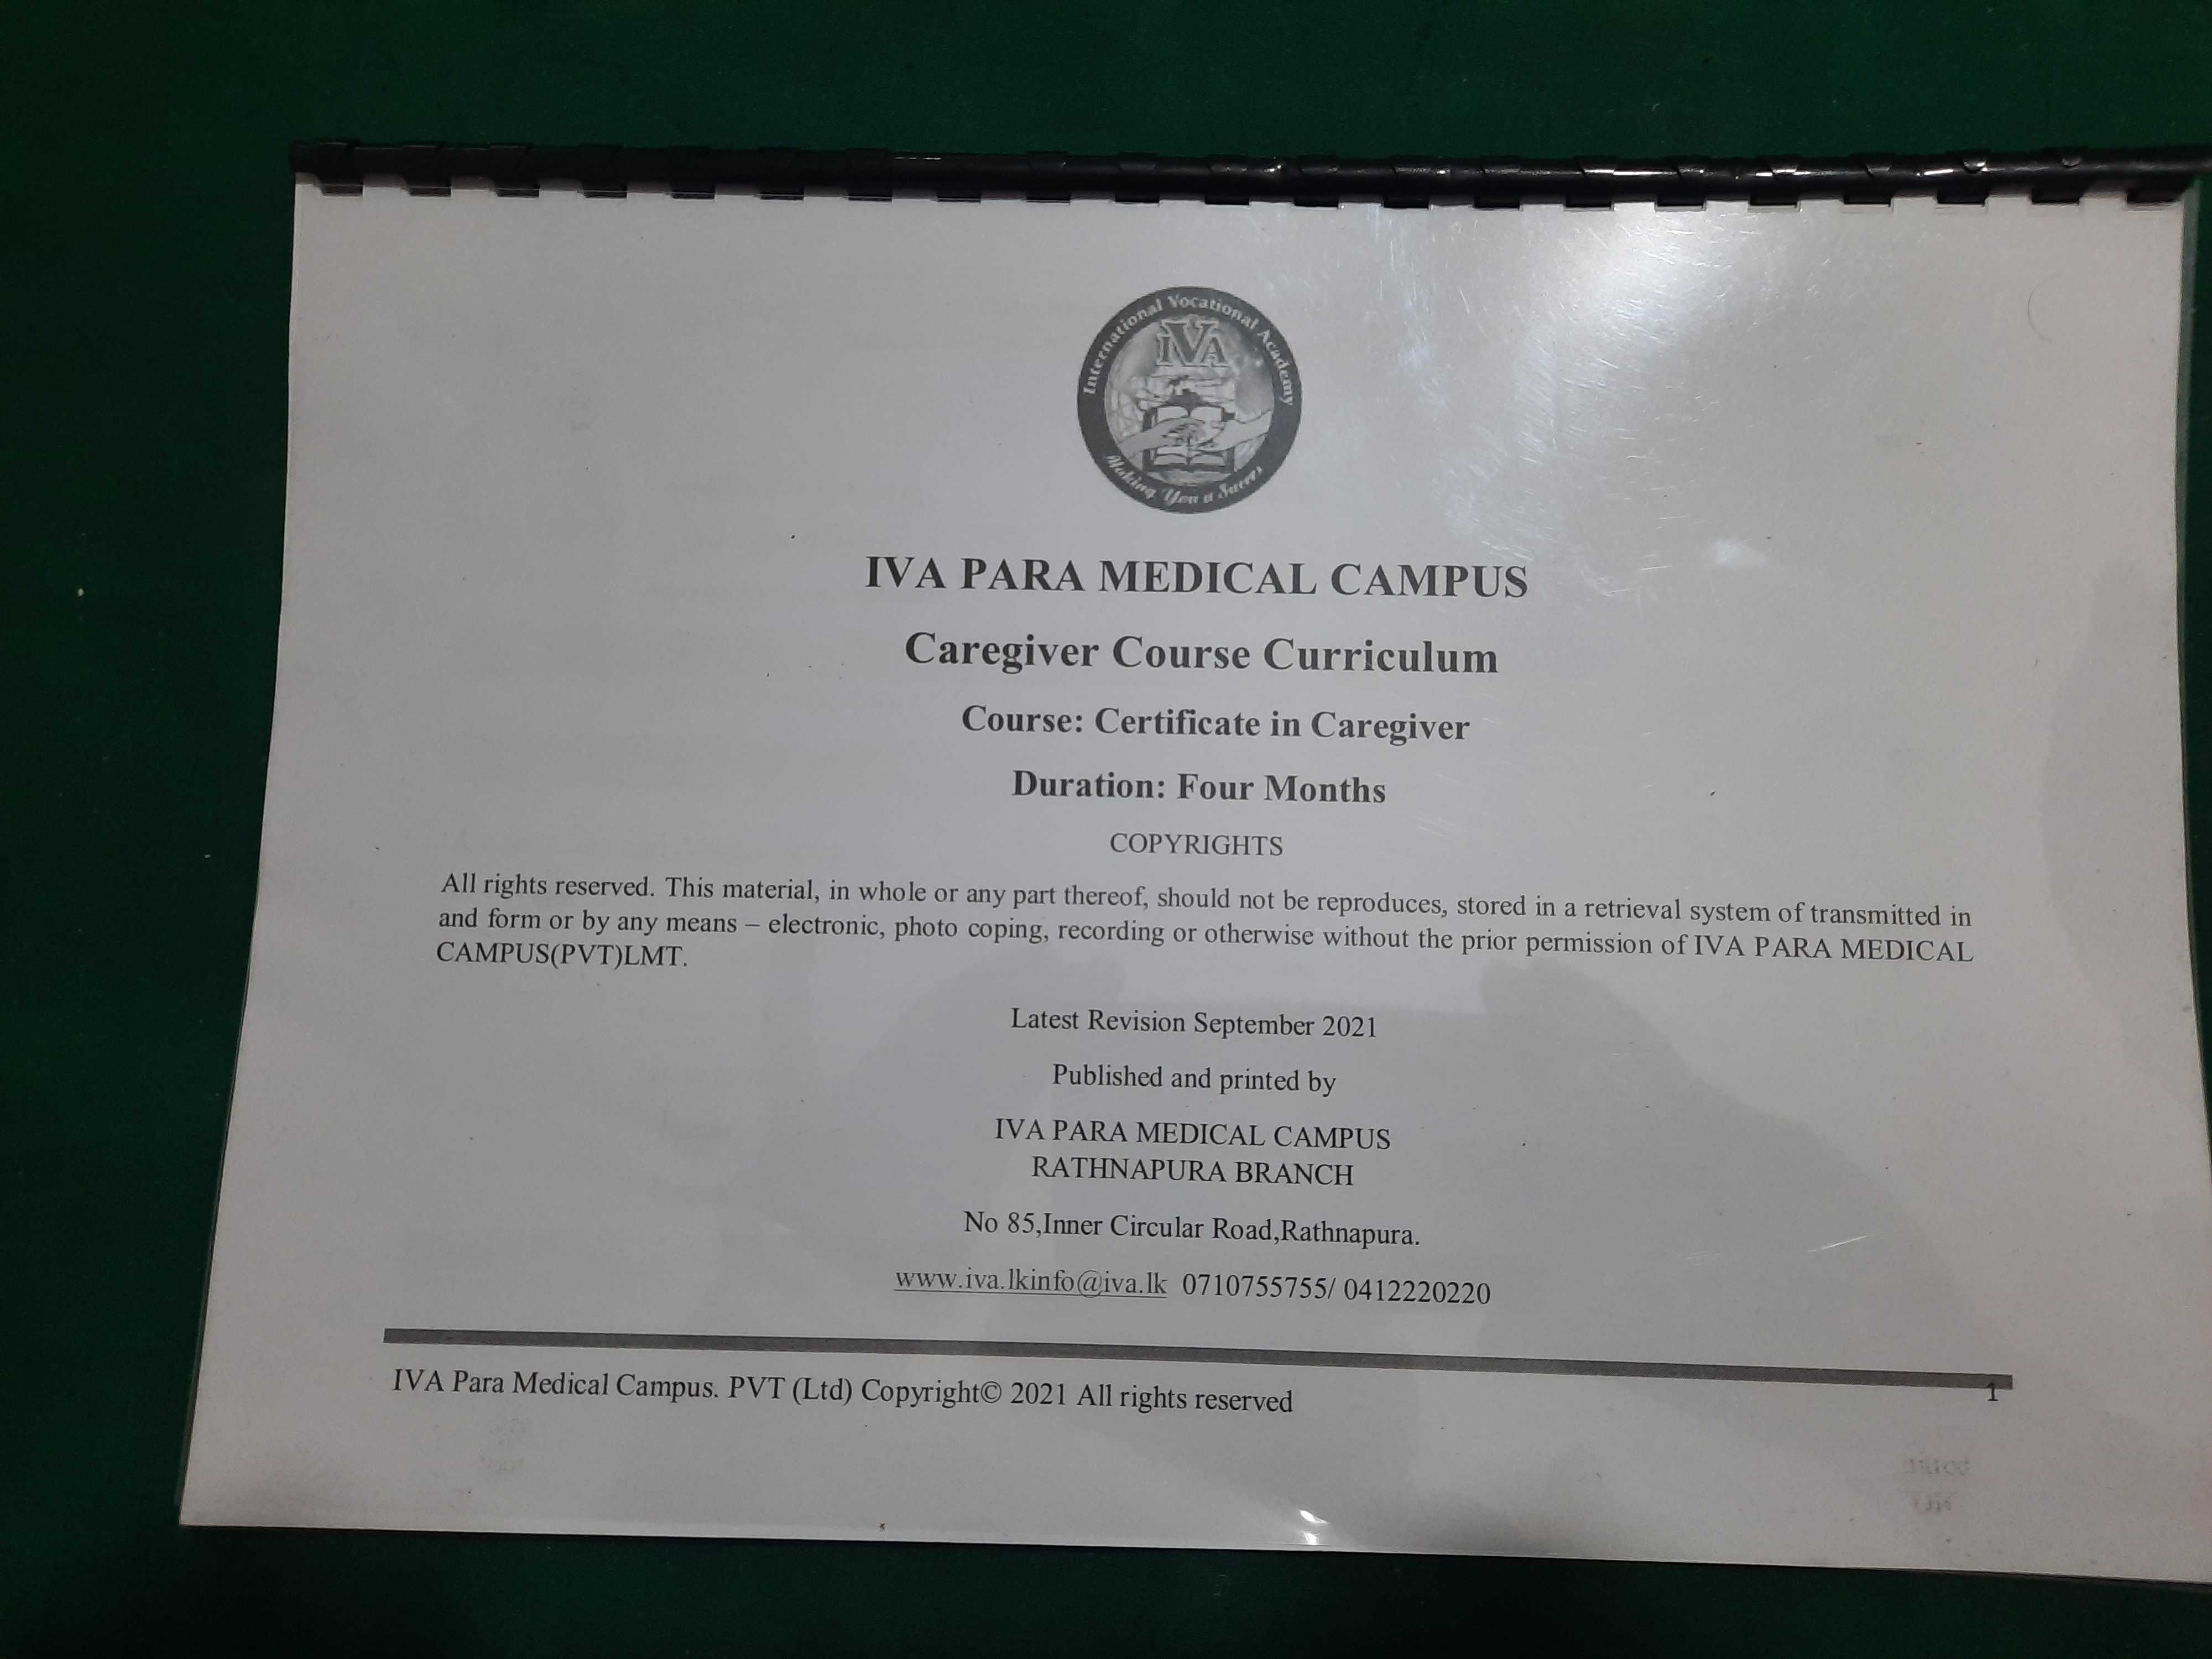 International Vocational Academy
IVA
Making You a Succes
IVA PARA MEDICAL CAMPUS
Caregiver Course Curriculum
Course: Certificate in Caregiver
Duration: Four Months
COPYRIGHTS
All rights reserved. This material, in whole or any part thereof, should not be reproduces, stored in a retrieval system of transmitted in
and form or by any means – electronic, photo coping, recording or otherwise without the prior permission of IVA PARA MEDICAL
CAMPUS(PVT)LMT.
Latest Revision September 2021
Published and printed by
IVA PARA MEDICAL CAMPUS
RATHNAPURA BRANCH
No 85,Inner Circular Road,Rathnapura.
www.iva.lkinfo@iva.lk 0710755755/ 0412220220
IVA Para Medical Campus. PVT (Ltd) Copyright© 2021 All rights reserved
1